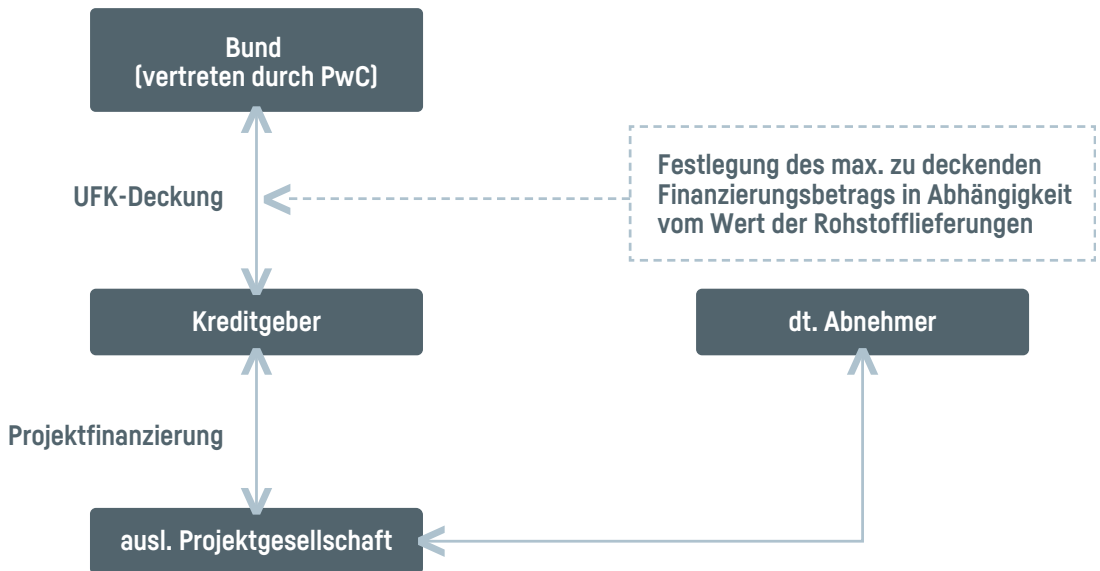 Bund
(vertreten durch PwC)
UFK-Deckung
Festlegung des max. zu deckenden
Finanzierungsbetrags in Abhängigkeit
vom Wert der Rohstofflieferungen
Kreditgeber
dt. Abnehmer
Projektfinanzierung
ausl. Projektgesellschaft